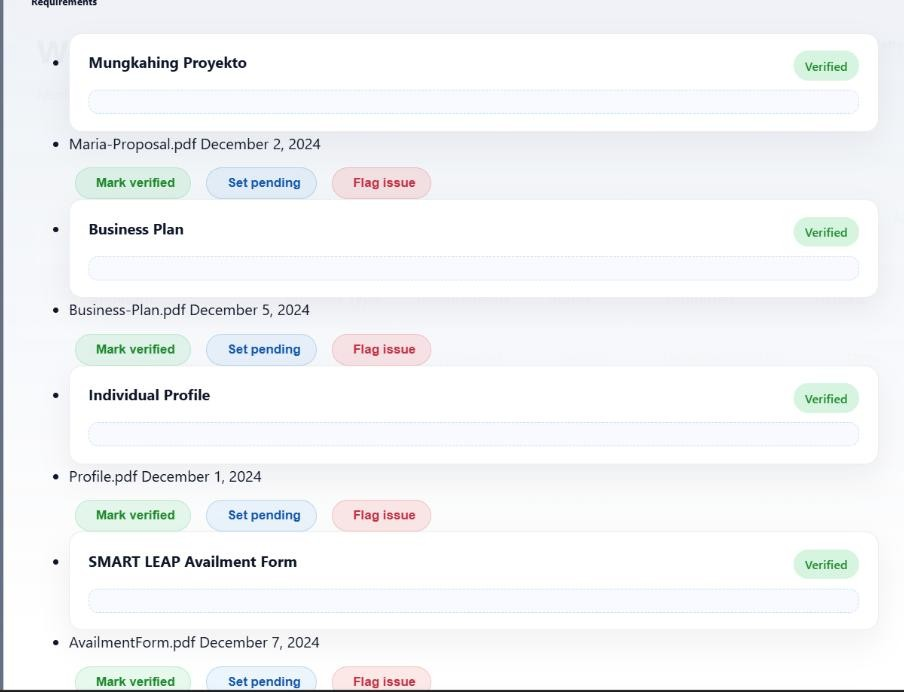 Requirements
Mungkahing Proyekto
Verified
Maria-Proposal.pdf December 2, 2024
Mark verified Set pending Flag issue
Business Plan
Verified
Business-Plan.pdf December 5, 2024
Mark verified Set pending Flag issue
Individual Profile
Verified
Profile.pdf December 1, 2024
Mark verified Set pending Flag issue
SMART LEAP Availment Form
Verified
AvailmentForm.pdf December 7, 2024
Mark verified Set pending Flag issue